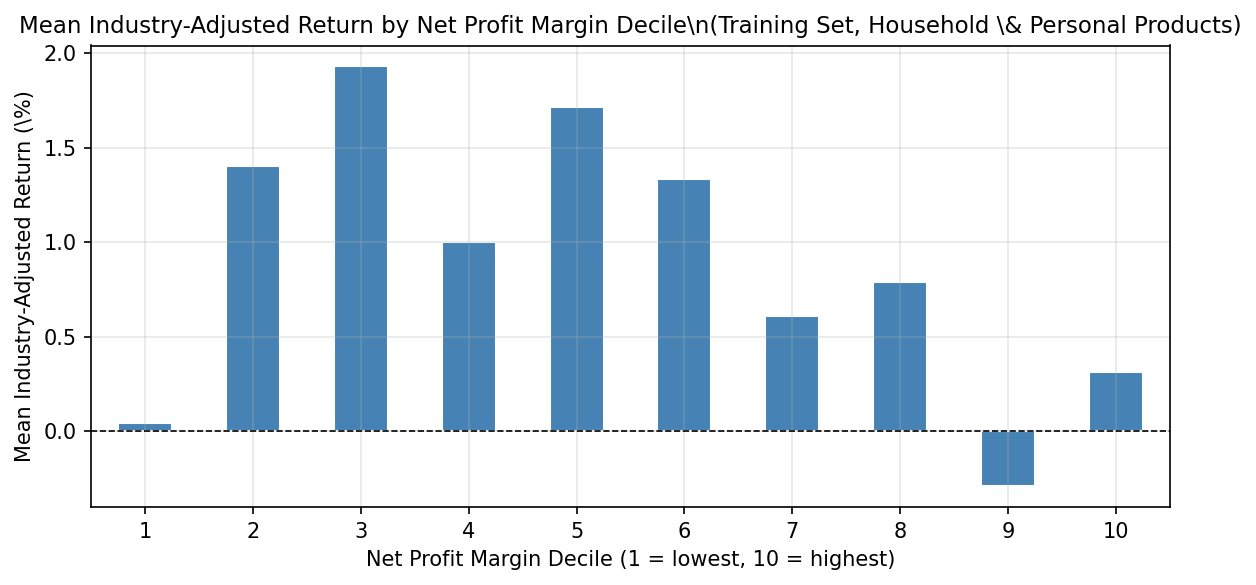 Mean Industry-Adjusted Return by Net Profit Margin Decile\n(Training Set, Household \& Personal Products)
Mean Industry-Adjusted Return (\%)
2.0
1.5
1.0
0.5
0.0
1 2 3 4 5 6 7 8 9 10
Net Profit Margin Decile (1 = lowest, 10 = highest)